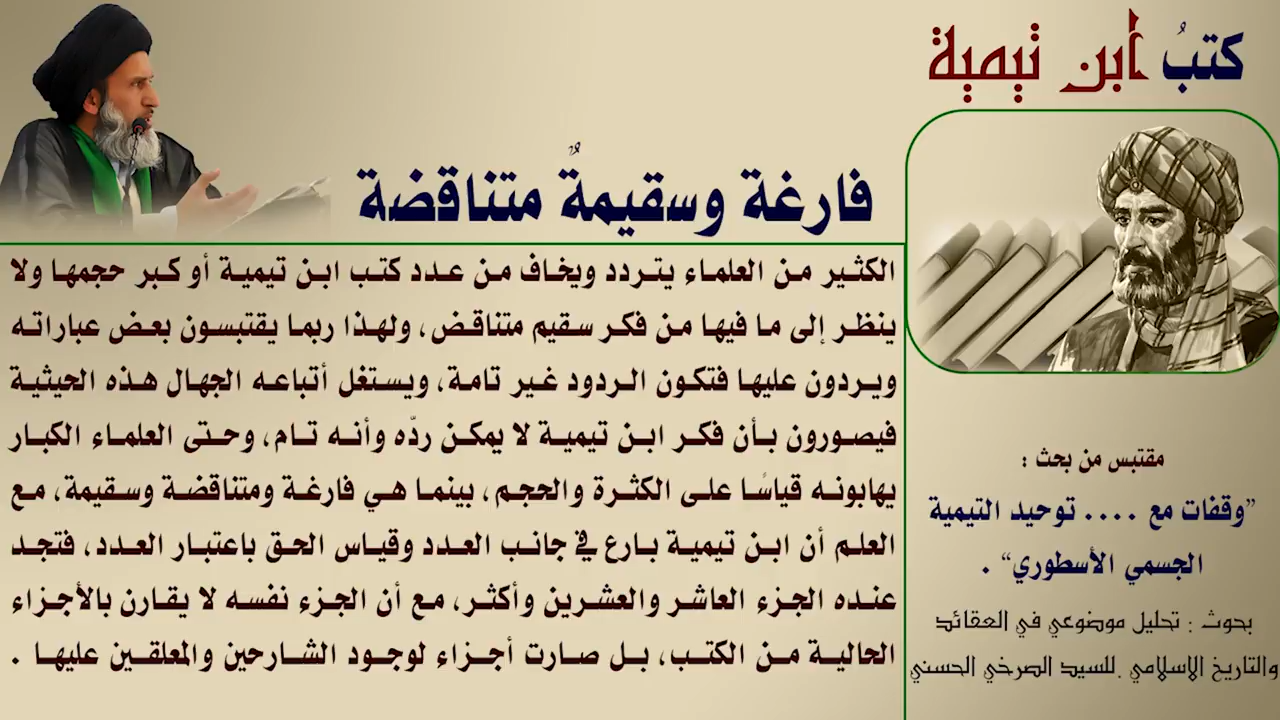 كتبُ ابن تيمية
فارغة وسقيمةٌ متناقضة
الكثير من العلماء يتردد ويخاف من عدد كتب ابن تيمية أو كبر حجمها ولا
ينظر إلى ما فيها من فكر سقيم متناقض، ولهذا ربما يقتبسون بعض عباراته
ويردون عليها فتكون الردود غير تامة، ويستغل أتباعه الجهال هذه الحيثية
فيصورون بأن فكر ابن تيمية لا يمكن ردّه وأنه تام، وحتى العلماء الكبار
يهابونه قياسًا على الكثرة والحجم، بينما هي فارغة ومتناقضة وسقيمة، مع
العلم أن ابن تيمية بارع في جانب العدد وقياس الحق باعتبار العدد، فتجد
عنده الجزء العاشر والعشرين وأكثر، مع أن الجزء نفسه لا يقارن بالأجزاء
الحالية من الكتب، بل صارت أجزاء لوجود الشارحين والمعلقين عليها .
مقتبس من بحث :
”وقفات مع .... توحيد التيمية
الجسمي الأسطوري“ .
بحوث : تحليل موضوعي في العقائد
والتاريخ الاسلامي .للسيد الصرخي الحسني